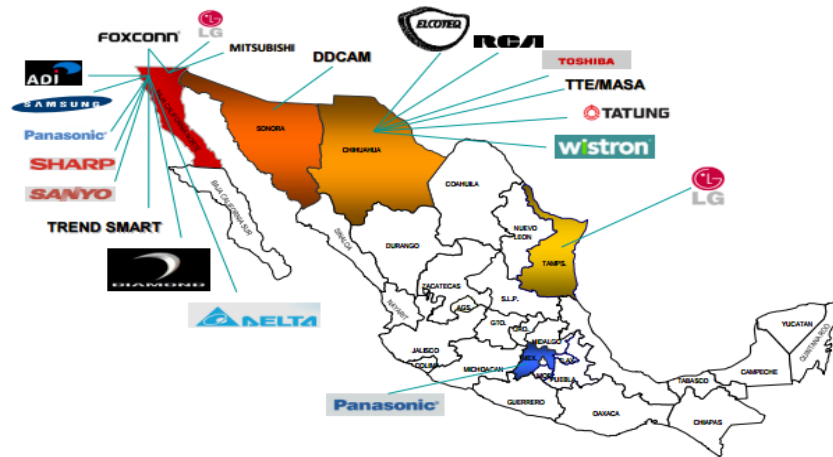 FOXCONN
LG
MITSUBISHI
DDCAM
ELCOTEQ
RCA
TOSHIBA
TTE/MASA
TATUNG
wistron
LG
ADi
SAMSUNG
Panasonic
SHARP
SANYO
TREND SMART
DIAMOND
DELTA
SONORA
CHIHUAHUA
COAHUILA
NUEVO
LEON
TAMPS.
BAJA CALIFORNIA SUR
SINALOA
DURANGO
ZACATECAS
S.L.P.
NAYARIT
AGS.
GTO.
QRO.
HIDALGO
JALISCO
COLIMA
MICHOACAN
MEX.
TLAX.
MOR.
PUEBLA
GUERRERO
OAXACA
TABASCO
CHIAPAS
CAMPECHE
YUCATAN
QUINTANA ROO
Panasonic